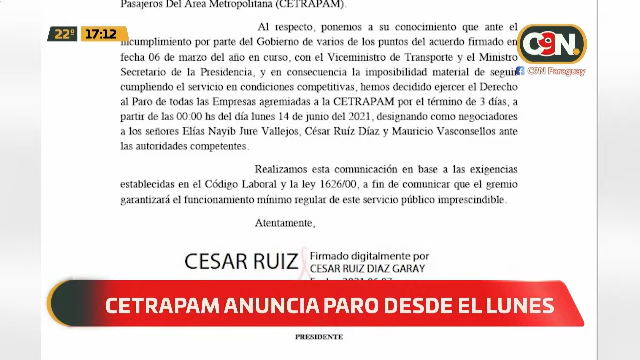 Pasajeros Del Área Metropolitana (CETRAPAM).
22º 17:12
C9N.
C9N Paraguay
Al respecto, ponemos a su conocimiento que ante el
incumplimiento por parte del Gobierno de varios de los puntos del acuerdo firmado en
fecha 06 de marzo del año en curso, con el Viceministro de Transporte y el Ministro
Secretario de la Presidencia, y en consecuencia la imposibilidad material de seguir
cumpliendo el servicio en condiciones competitivas, hemos decidido ejercer el Derecho
al Paro de todas las Empresas agremiadas a la CETRAPAM por el término de 3 días, a
partir de las 00:00 hs del día lunes 14 de junio del 2021, designando como negociadores
a los señores Elías Nayib Jure Vallejos, César Ruíz Díaz y Mauricio Vasconsellos ante
las autoridades competentes.
Realizamos esta comunicación en base a las exigencias
establecidas en el Código Laboral y la ley 1626/00, a fin de comunicar que el gremio
garantizará el funcionamiento mínimo regular de este servicio público imprescindible.
Atentamente,
CESAR RUIZ
Firmado digitalmente por
CESAR RUIZ DIAZ GARAY
CETRAPAM ANUNCIA PARO DESDE EL LUNES
PRESIDENTE